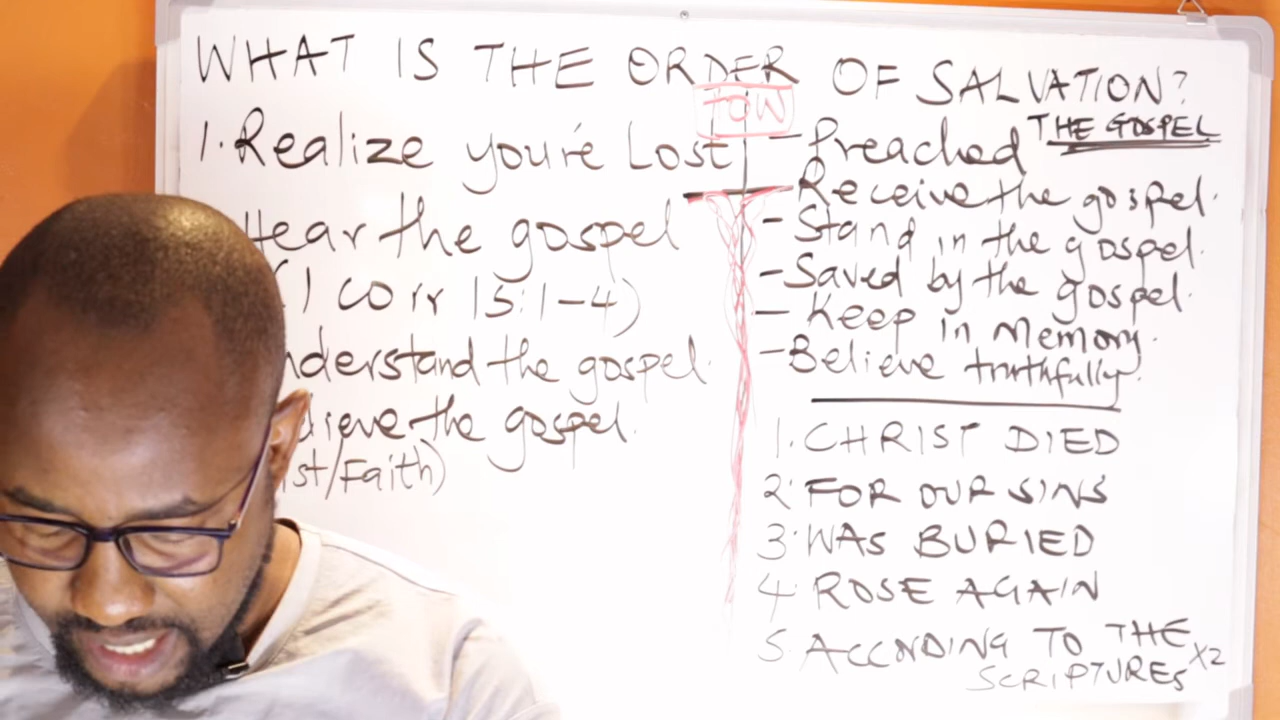 WHAT IS THE ORDER OF SALVATION?
1. Realize you're Lost
Hear the gospel
(1 corr 15:1-4)
nderstand the gospel.
lieve the gospel.
ist/Faith)
TOW
THE GOSPEL
- Preached
- Receive the gospel.
- Stand in the gospel.
- Saved by the gospel.
- Keep in Memory.
- Believe truthfully.
1. CHRIST DIED
2. FOR OUR SINS
3. WAS BURIED
4. ROSE AGAIN
5. ACCORDING TO THE
SCRIPTURES X2